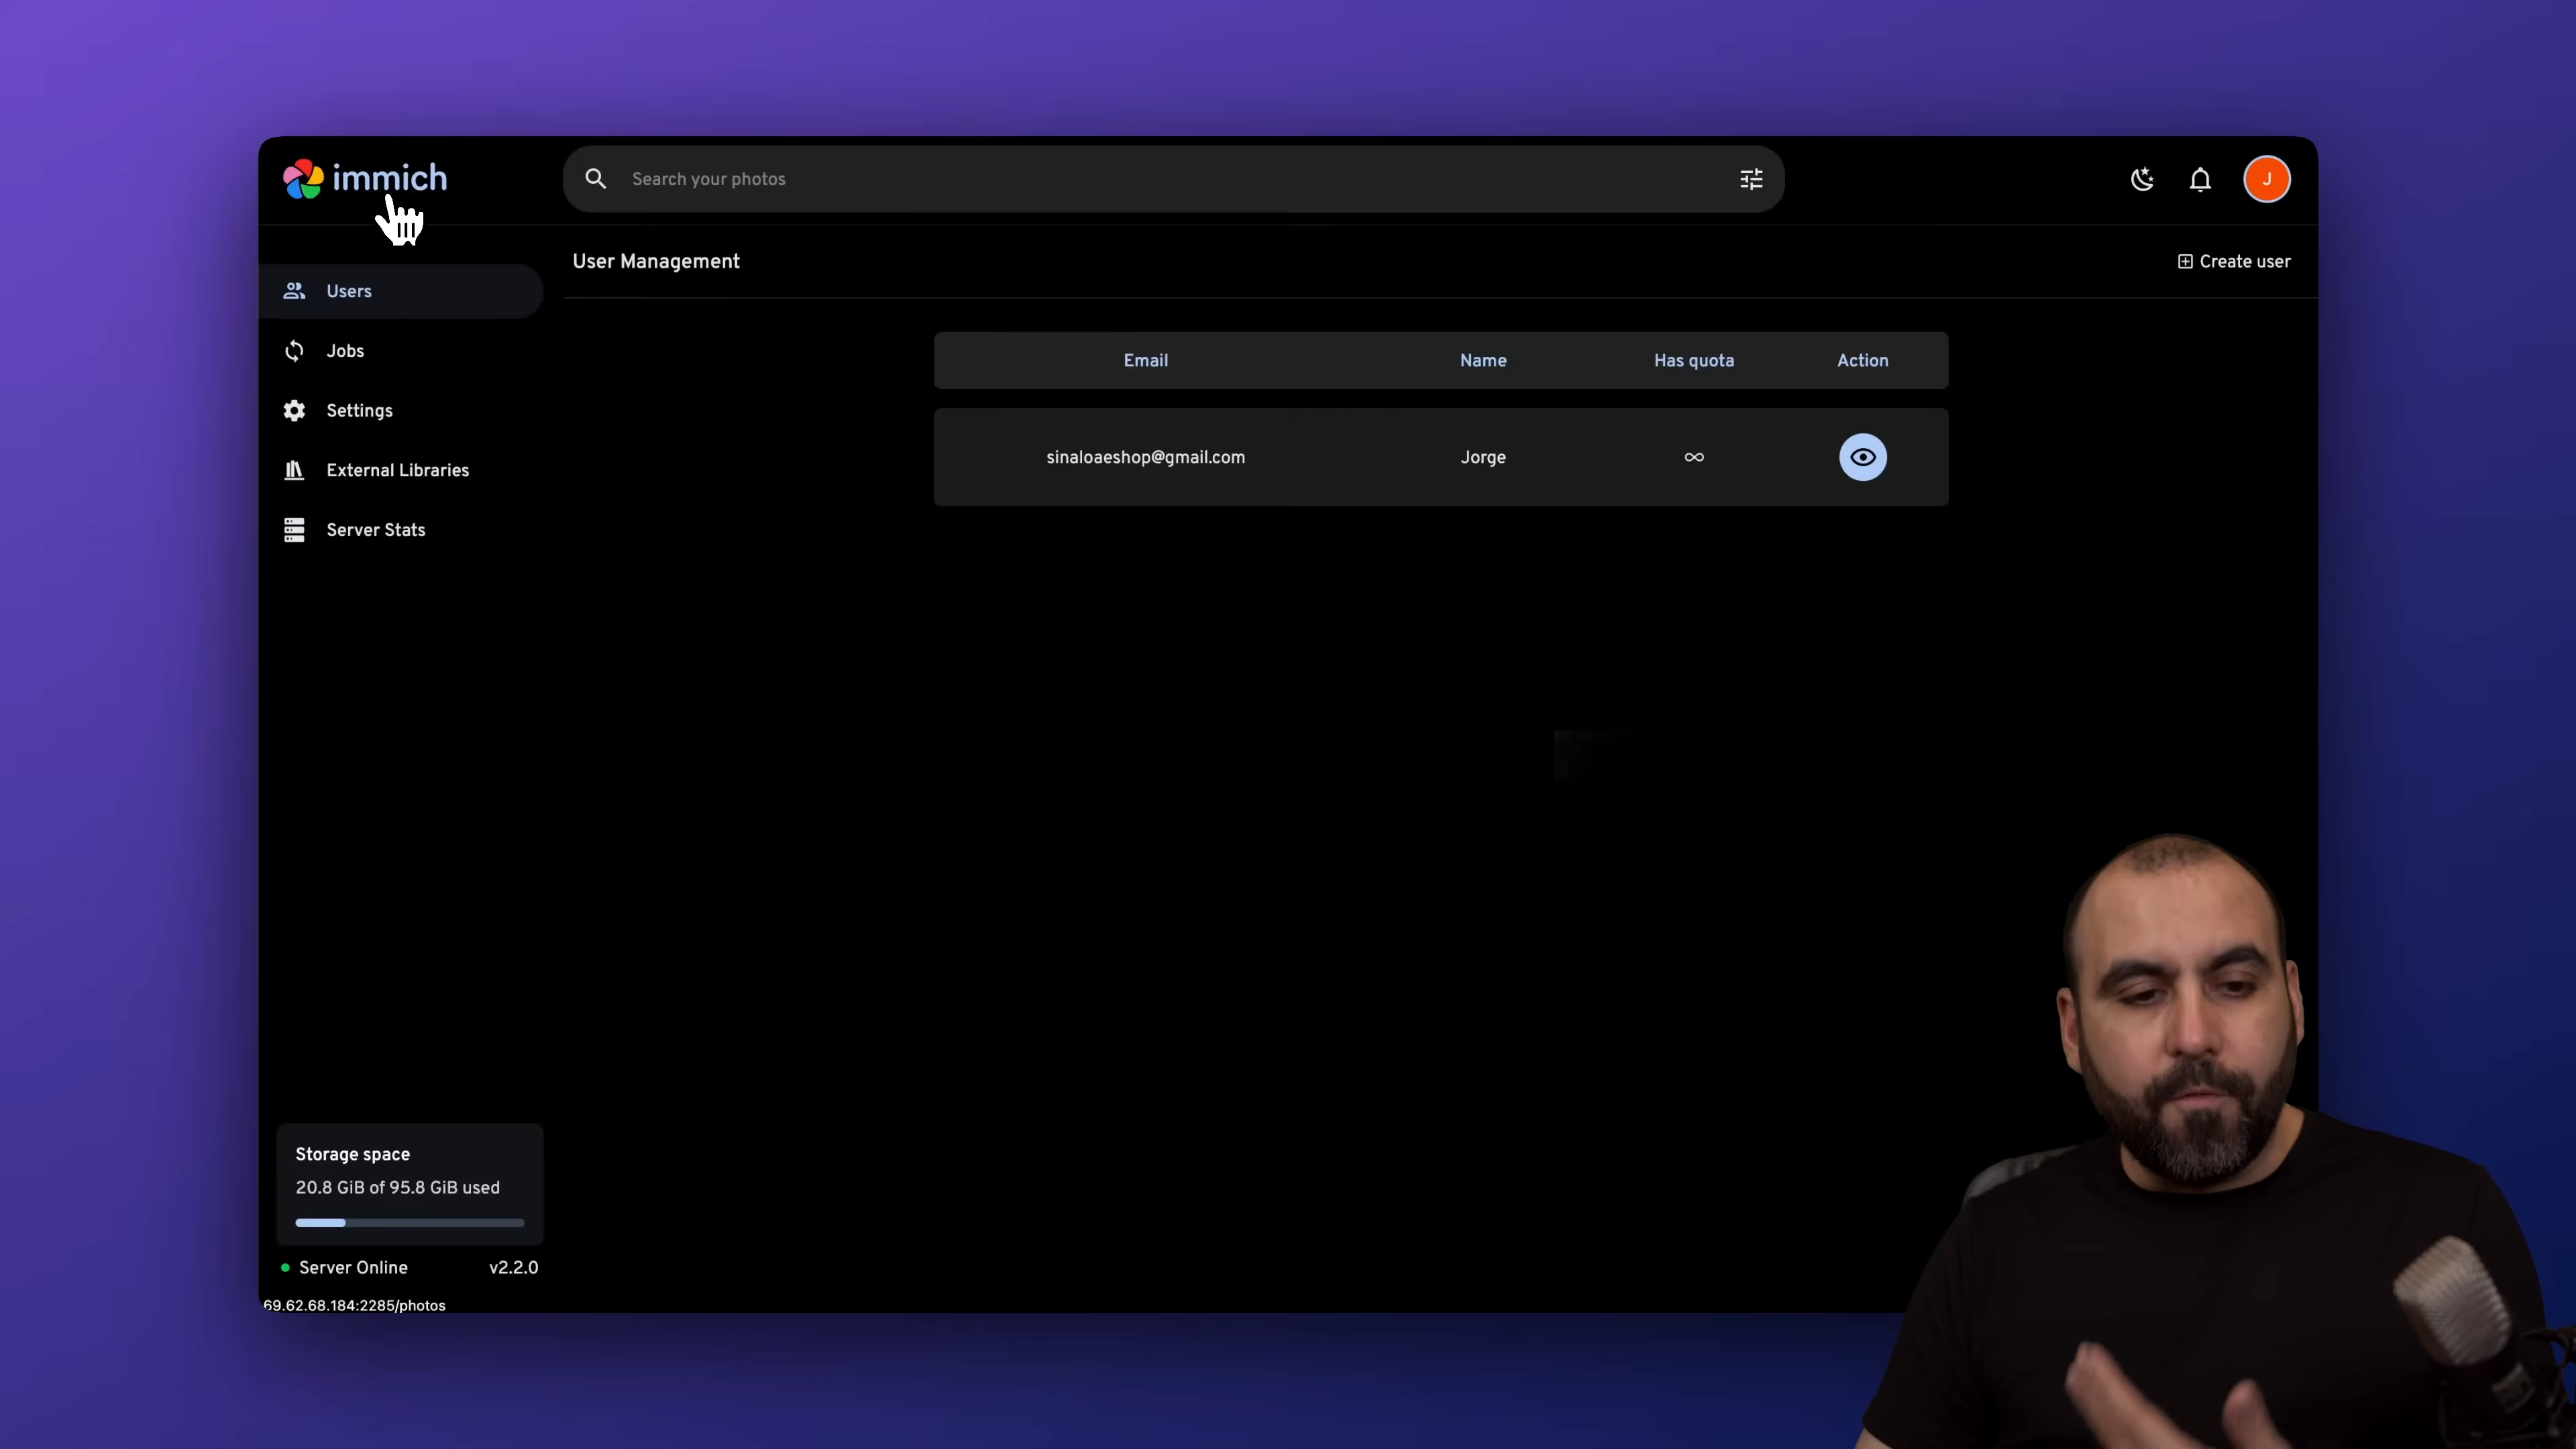 immich
Search your photos
J
User Management
Create user
Users
Jobs
Settings
External Libraries
Server Stats
Email Name Has quota Action
sinaloaeshop@gmail.com Jorge ∞
Storage space
20.8 GiB of 95.8 GiB used
Server Online v2.2.0
69.62.68.184:2285/photos